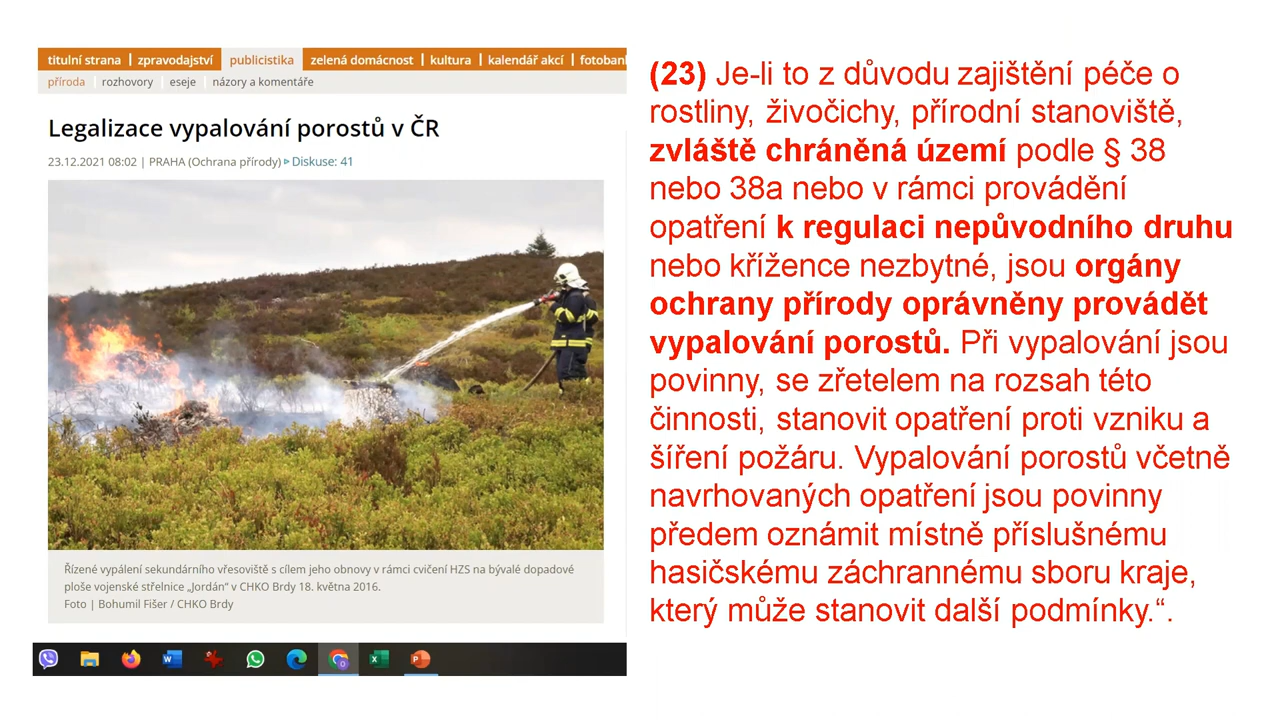 titulní strana | zpravodajství publicistika zelená domácnost | kultura | kalendář akcí | fotoban
příroda rozhovory eseje názory a komentáře
Legalizace vypalování porostů v ČR
23.12.2021 08:02 | PRAHA (Ochrana přírody) Diskuse: 41
Řízené vypálení sekundárního vřesoviště s cílem jeho obnovy v rámci cvičení HZS na bývalé dopadové
ploše vojenské střelnice „Jordán“ v CHKO Brdy 18. května 2016.
Foto | Bohumil Fišer / CHKO Brdy
(23) Je-li to z důvodu zajištění péče o
rostliny, živočichy, přírodní stanoviště,
zvláště chráněná území podle § 38
nebo 38a nebo v rámci provádění
opatření k regulaci nepůvodního druhu
nebo křížence nezbytné, jsou orgány
ochrany přírody oprávněny provádět
vypalování porostů. Při vypalování jsou
povinny, se zřetelem na rozsah této
činnosti, stanovit opatření proti vzniku a
šíření požáru. Vypalování porostů včetně
navrhovaných opatření jsou povinny
předem oznámit místně příslušnému
hasičskému záchrannému sboru kraje,
který může stanovit další podmínky.“.